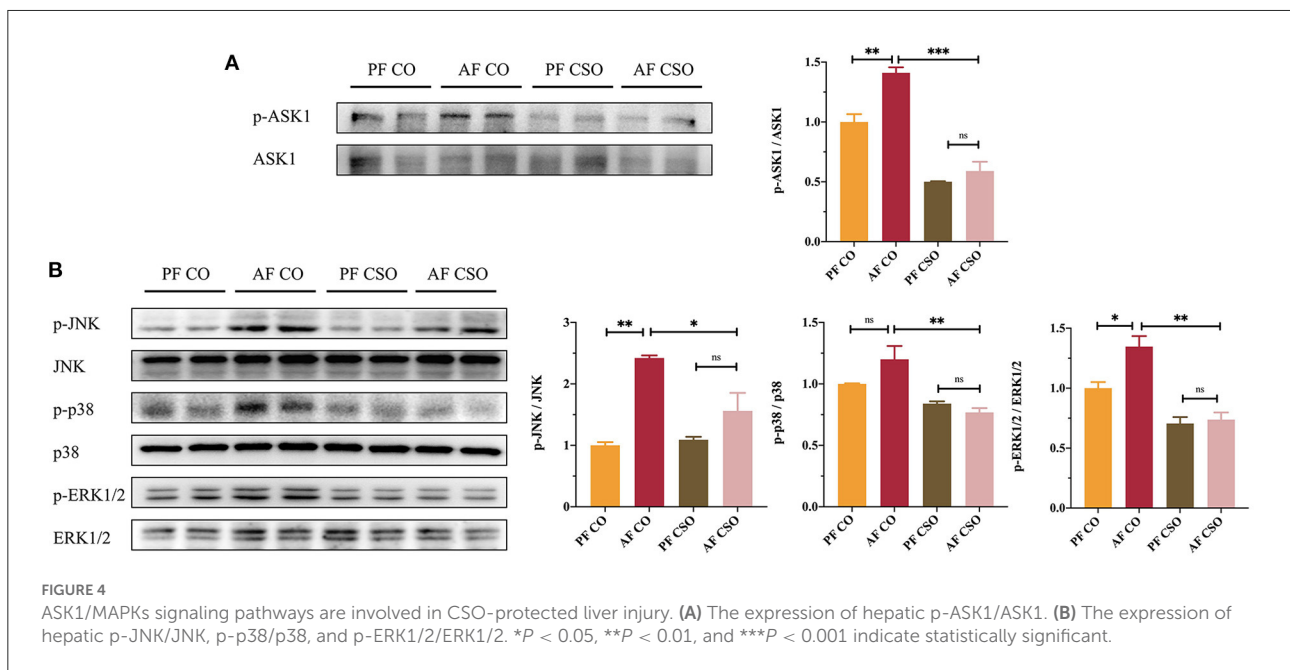 A
PF CO AF CO PF CSO AF CSO
p-ASK1
ASK1
p-ASK1 / ASK1
1.5
1.0
0.5
0.0
** ***
ns
PF CO AF CO PF CSO AF CSO
B
PF CO AF CO PF CSO AF CSO
p-JNK
JNK
p-p38
p38
p-ERK1/2
ERK1/2
p-JNK / JNK
3
2
1
0
** *
ns
PF CO AF CO PF CSO AF CSO
p-p38 / p38
1.5
1.0
0.5
0.0
ns **
ns
PF CO AF CO PF CSO AF CSO
p-ERK1/2 / ERK1/2
1.5
1.0
0.5
0.0
* **
ns
PF CO AF CO PF CSO AF CSO
FIGURE 4
ASK1/MAPKs signaling pathways are involved in CSO-protected liver injury. (A) The expression of hepatic p-ASK1/ASK1. (B) The expression of
hepatic p-JNK/JNK, p-p38/p38, and p-ERK1/2/ERK1/2. *P < 0.05, **P < 0.01, and ***P < 0.001 indicate statistically significant.